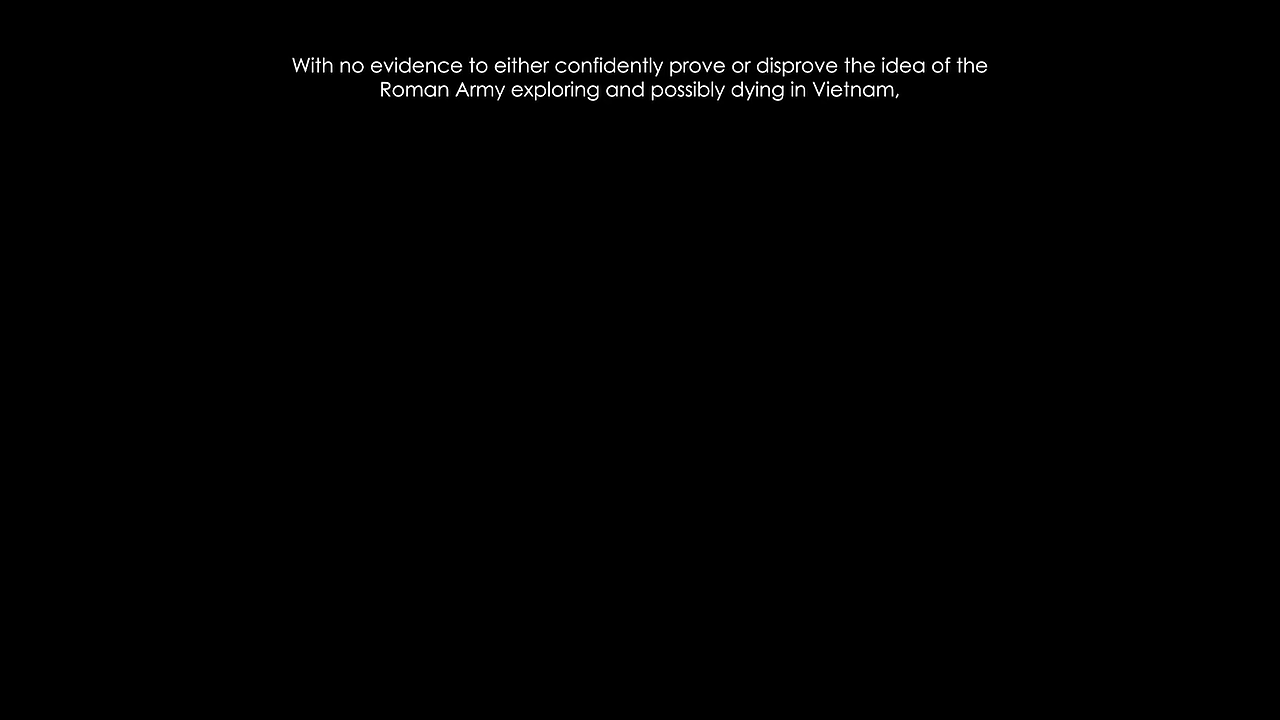 With no evidence to either confidently prove or disprove the idea of the
Roman Army exploring and possibly dying in Vietnam,